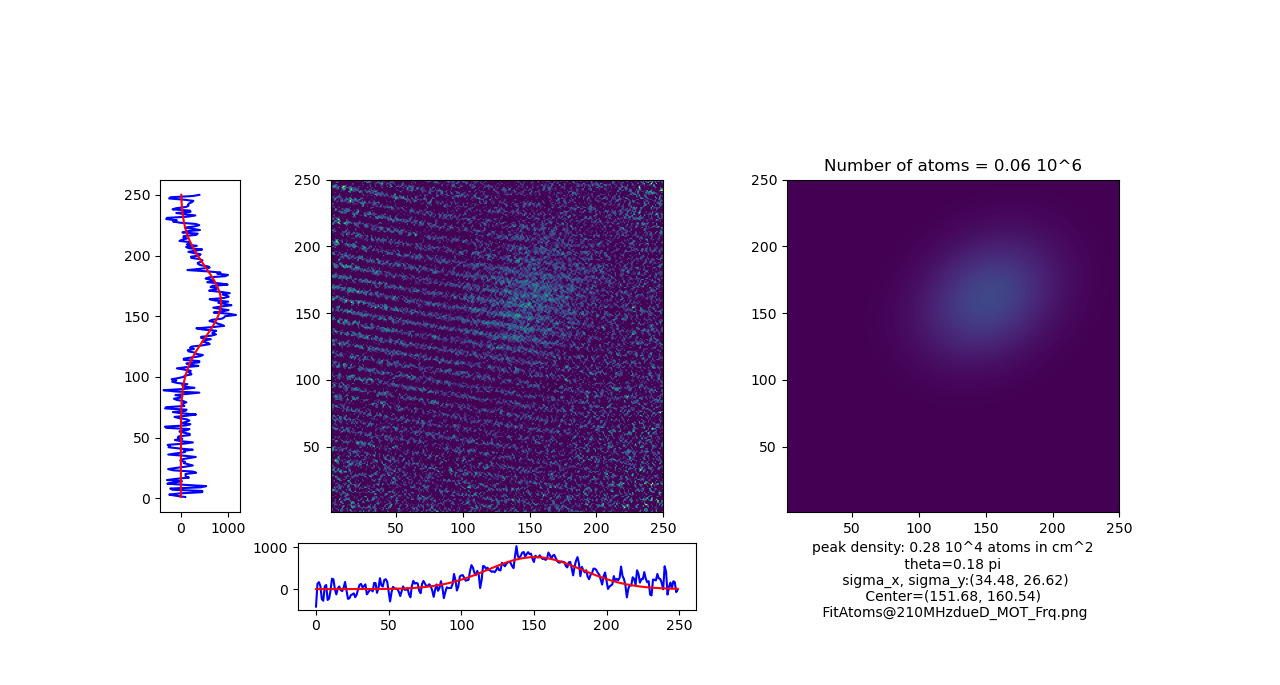 Number of atoms = 0.06 10^6
250
200
150
100
50
0
0 1000
250
200
150
100
50
50 100 150 200 250
250
200
150
100
50
50 100 150 200 250
1000
0
0 50 100 150 200 250
peak density: 0.28 10^4 atoms in cm^2
theta=0.18 pi
sigma_x, sigma_y:(34.48, 26.62)
Center=(151.68, 160.54)
FitAtoms@210MHzdueD_MOT_Frq.png